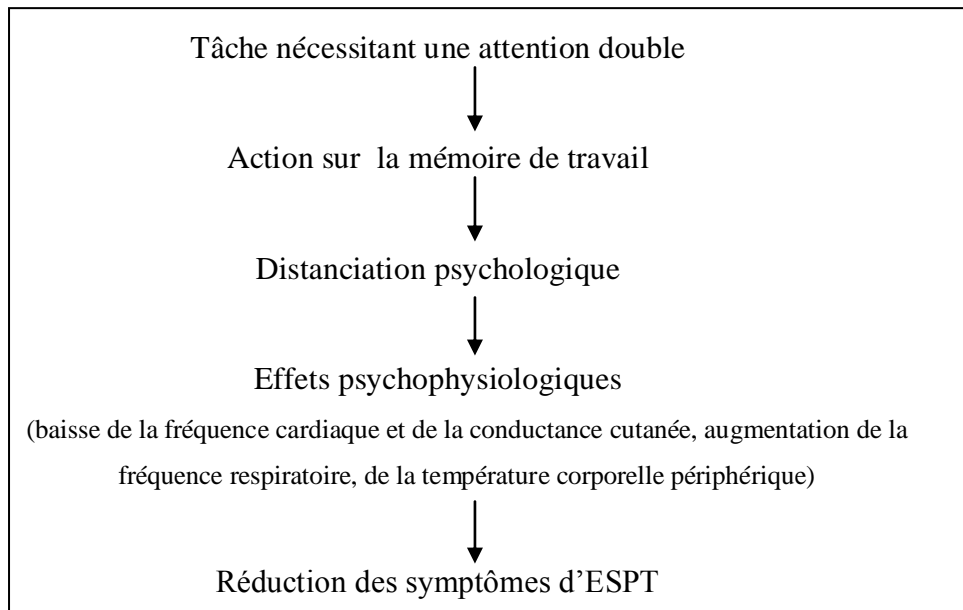 Tâche nécessitant une attention double
Action sur la mémoire de travail
Distanciation psychologique
Effets psychophysiologiques
(baisse de la fréquence cardiaque et de la conductance cutanée, augmentation de la
fréquence respiratoire, de la température corporelle périphérique)
Réduction des symptômes d’ESPT